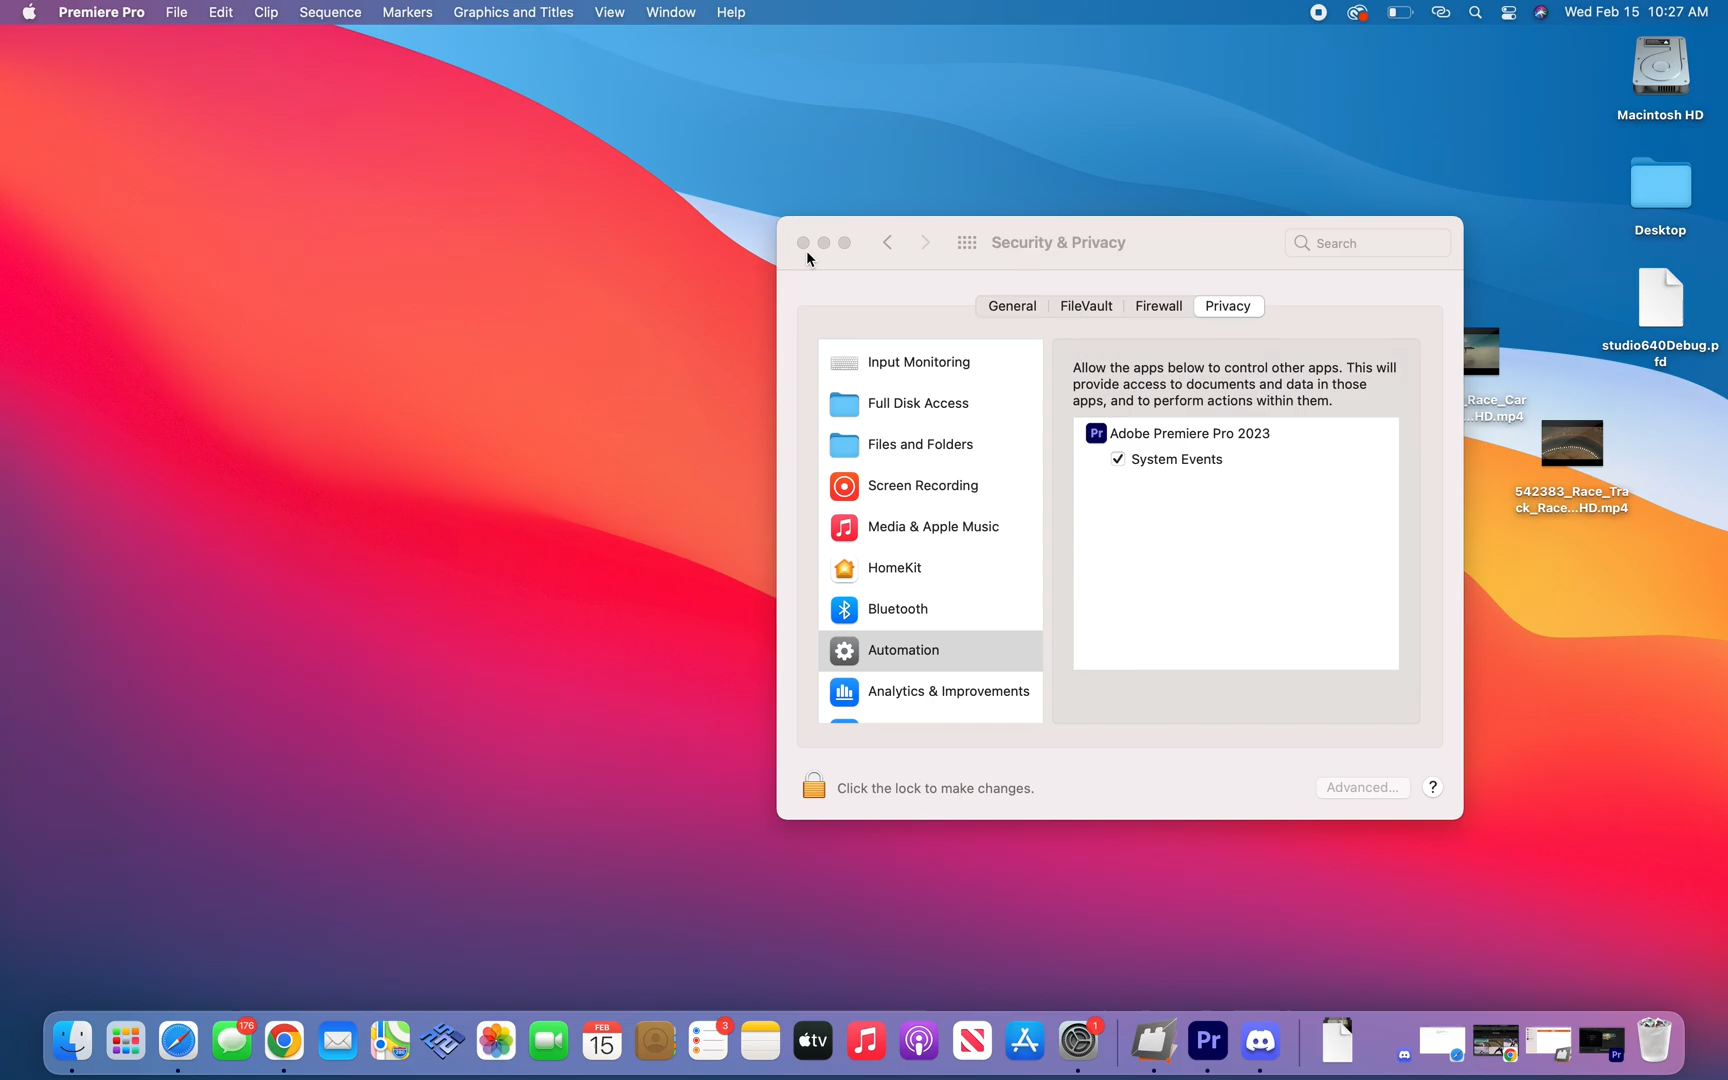 Premiere Pro File Edit Clip Sequence Markers Graphics and Titles View Window Help
Wed Feb 15 10:27 AM
Macintosh HD
Desktop
studio640Debug.p
fd
_Race_Car
...HD.mp4
542383_Race_Tra
ck_Race...HD.mp4
Security & Privacy
Search
General FileVault Firewall Privacy
Input Monitoring
Full Disk Access
Files and Folders
Screen Recording
Media & Apple Music
HomeKit
Bluetooth
Automation
Analytics & Improvements
Allow the apps below to control other apps. This will
provide access to documents and data in those
apps, and to perform actions within them.
Pr Adobe Premiere Pro 2023
System Events
Click the lock to make changes.
Advanced... ?
176
FEB
15
3
tv
1
Pr
Pr